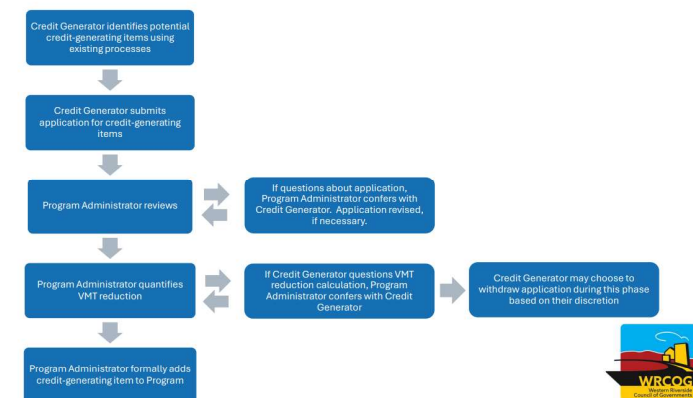 Credit Generator identifies potential
credit-generating items using
existing processes
Credit Generator submits
application for credit-generating
items
Program Administrator reviews
If questions about application,
Program Administrator confers with
Credit Generator. Application revised,
if necessary.
Program Administrator quantifies
VMT reduction
If Credit Generator questions VMT
reduction calculation, Program
Administrator confers with Credit
Generator
Credit Generator may choose to
withdraw application during this phase
based on their discretion
Program Administrator formally adds
credit-generating item to Program
WRCOG
Western Riverside
Council of Governments